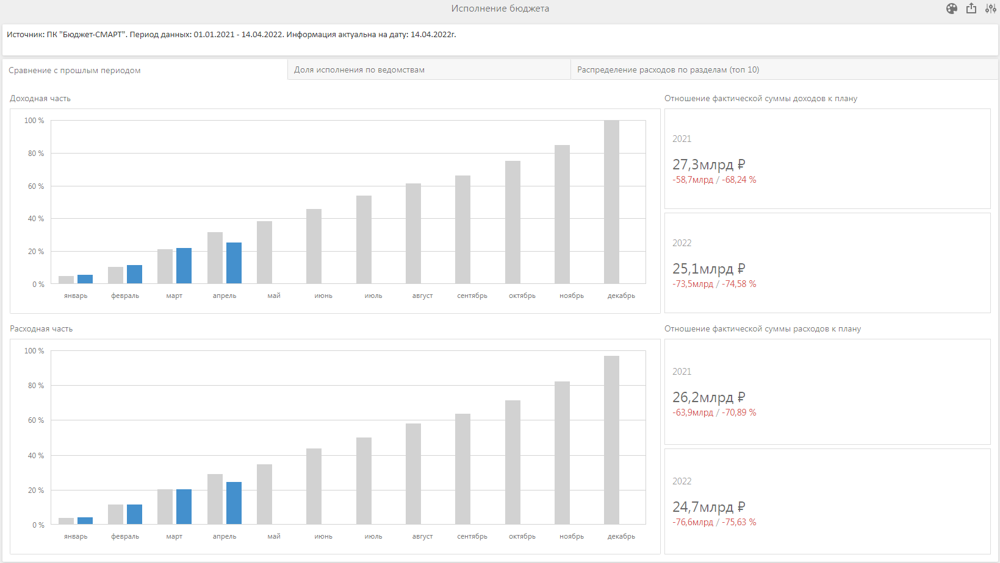 Исполнение бюджета
Источник: ПК "Бюджет-СМАРТ". Период данных: 01.01.2021 - 14.04.2022. Информация актуальна на дату: 14.04.2022г.
Сравнение с прошлым периодом
Доля исполнения по ведомствам
Распределение расходов по разделам (топ 10)
Доходная часть
100 %
80 %
60 %
40 %
20 %
0 %
январь февраль март апрель май июнь июль август сентябрь октябрь ноябрь декабрь
Отношение фактической суммы доходов к плану
2021
27,3млрд ₽
-58,7млрд / -68,24 %
2022
25,1млрд ₽
-73,5млрд / -74,58 %
Расходная часть
100 %
80 %
60 %
40 %
20 %
0 %
январь февраль март апрель май июнь июль август сентябрь октябрь ноябрь декабрь
Отношение фактической суммы расходов к плану
2021
26,2млрд ₽
-63,9млрд / -70,89 %
2022
24,7млрд ₽
-76,6млрд / -75,63 %